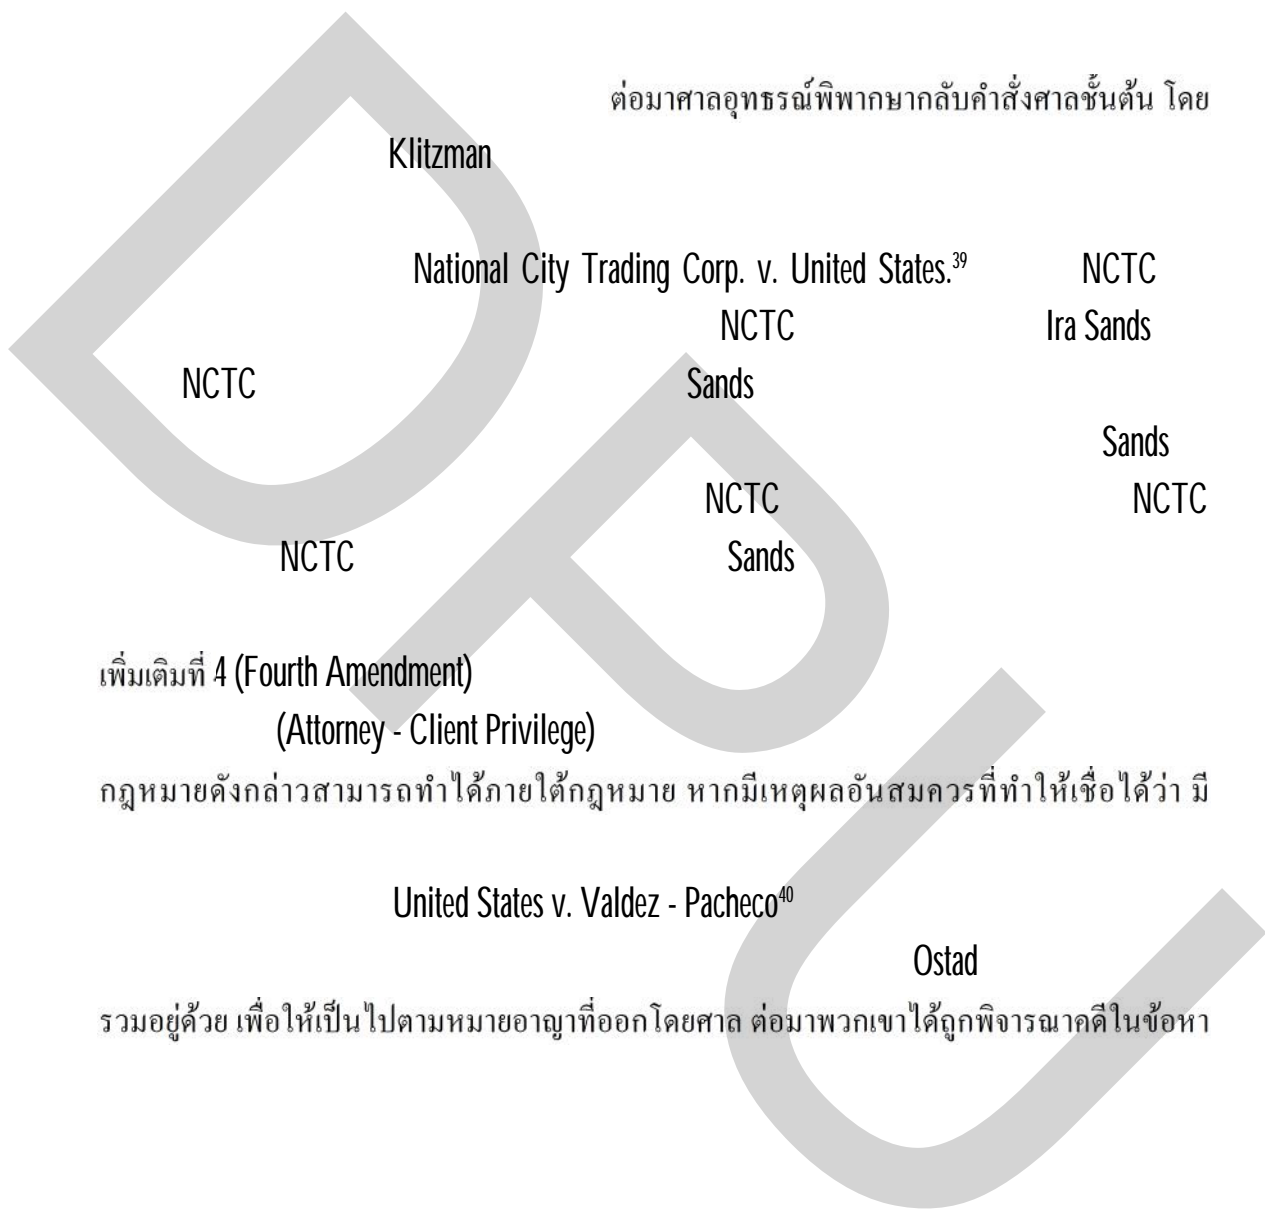 ต่อมาศาลอุทธรณ์พิพากษากลับคำสั่งศาลชั้นต้น โดย
Klitzman
National City Trading Corp. v. United States.39 NCTC
NCTC Ira Sands
NCTC Sands
Sands
NCTC NCTC
NCTC Sands
เพิ่มเติมที่ 4 (Fourth Amendment)
(Attorney - Client Privilege)
กฎหมายดังกล่าวสามารถทำได้ภายใต้กฎหมาย หากมีเหตุผลอันสมควรที่ทำให้เชื่อได้ว่า มี
United States v. Valdez - Pacheco40
Ostad
รวมอยู่ด้วย เพื่อให้เป็นไปตามหมายอาญาที่ออกโดยศาล ต่อมาพวกเขาได้ถูกพิจารณาคดีในข้อหา
DPU